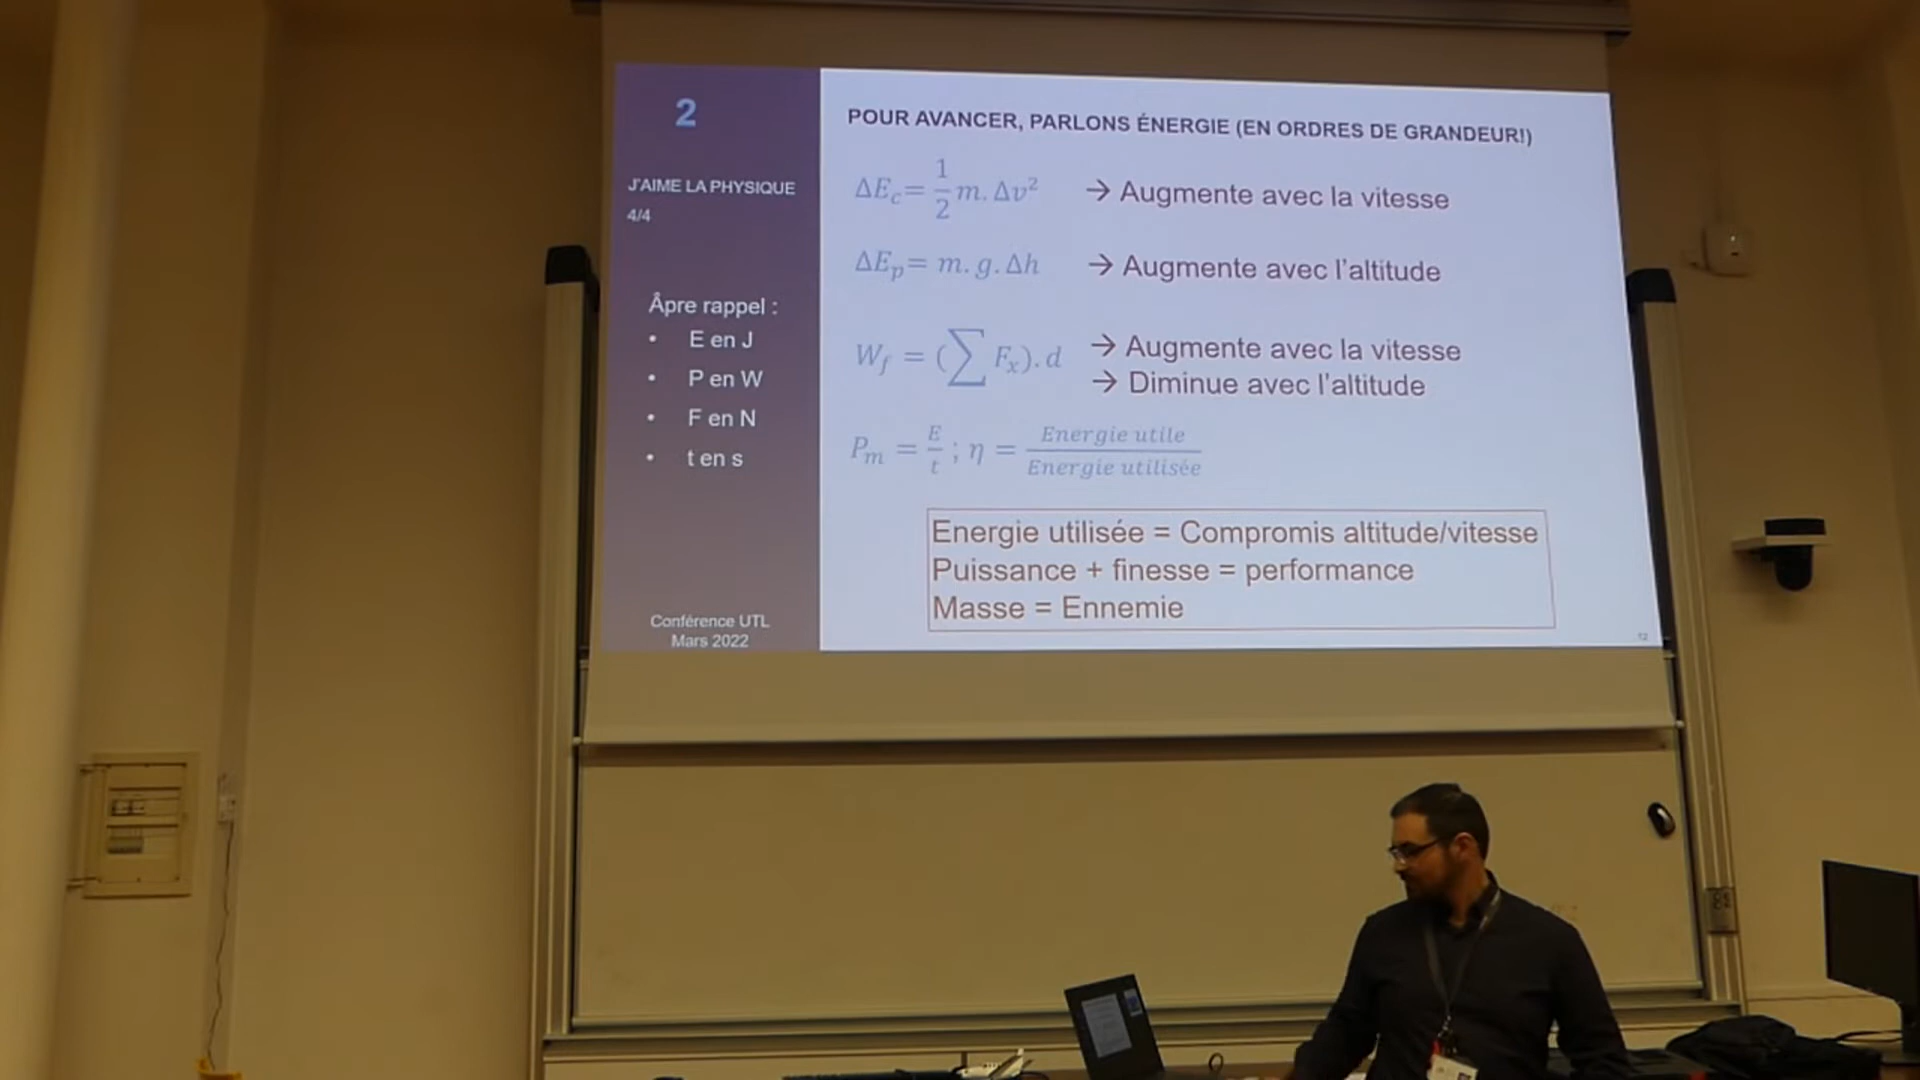 2
J'AIME LA PHYSIQUE
4/4
Âpre rappel :
• E en J
• P en W
• F en N
• t en s
Conférence UTL
Mars 2022
POUR AVANCER, PARLONS ÉNERGIE (EN ORDRES DE GRANDEUR!)
ΔE_c = 1/2 m. Δv² → Augmente avec la vitesse
ΔE_p = m. g. Δh → Augmente avec l'altitude
W_f = (∑ F_x). d → Augmente avec la vitesse
→ Diminue avec l'altitude
P_m = E/t ; η = Energie utile / Energie utilisée
Energie utilisée = Compromis altitude/vitesse
Puissance + finesse = performance
Masse = Ennemie
12